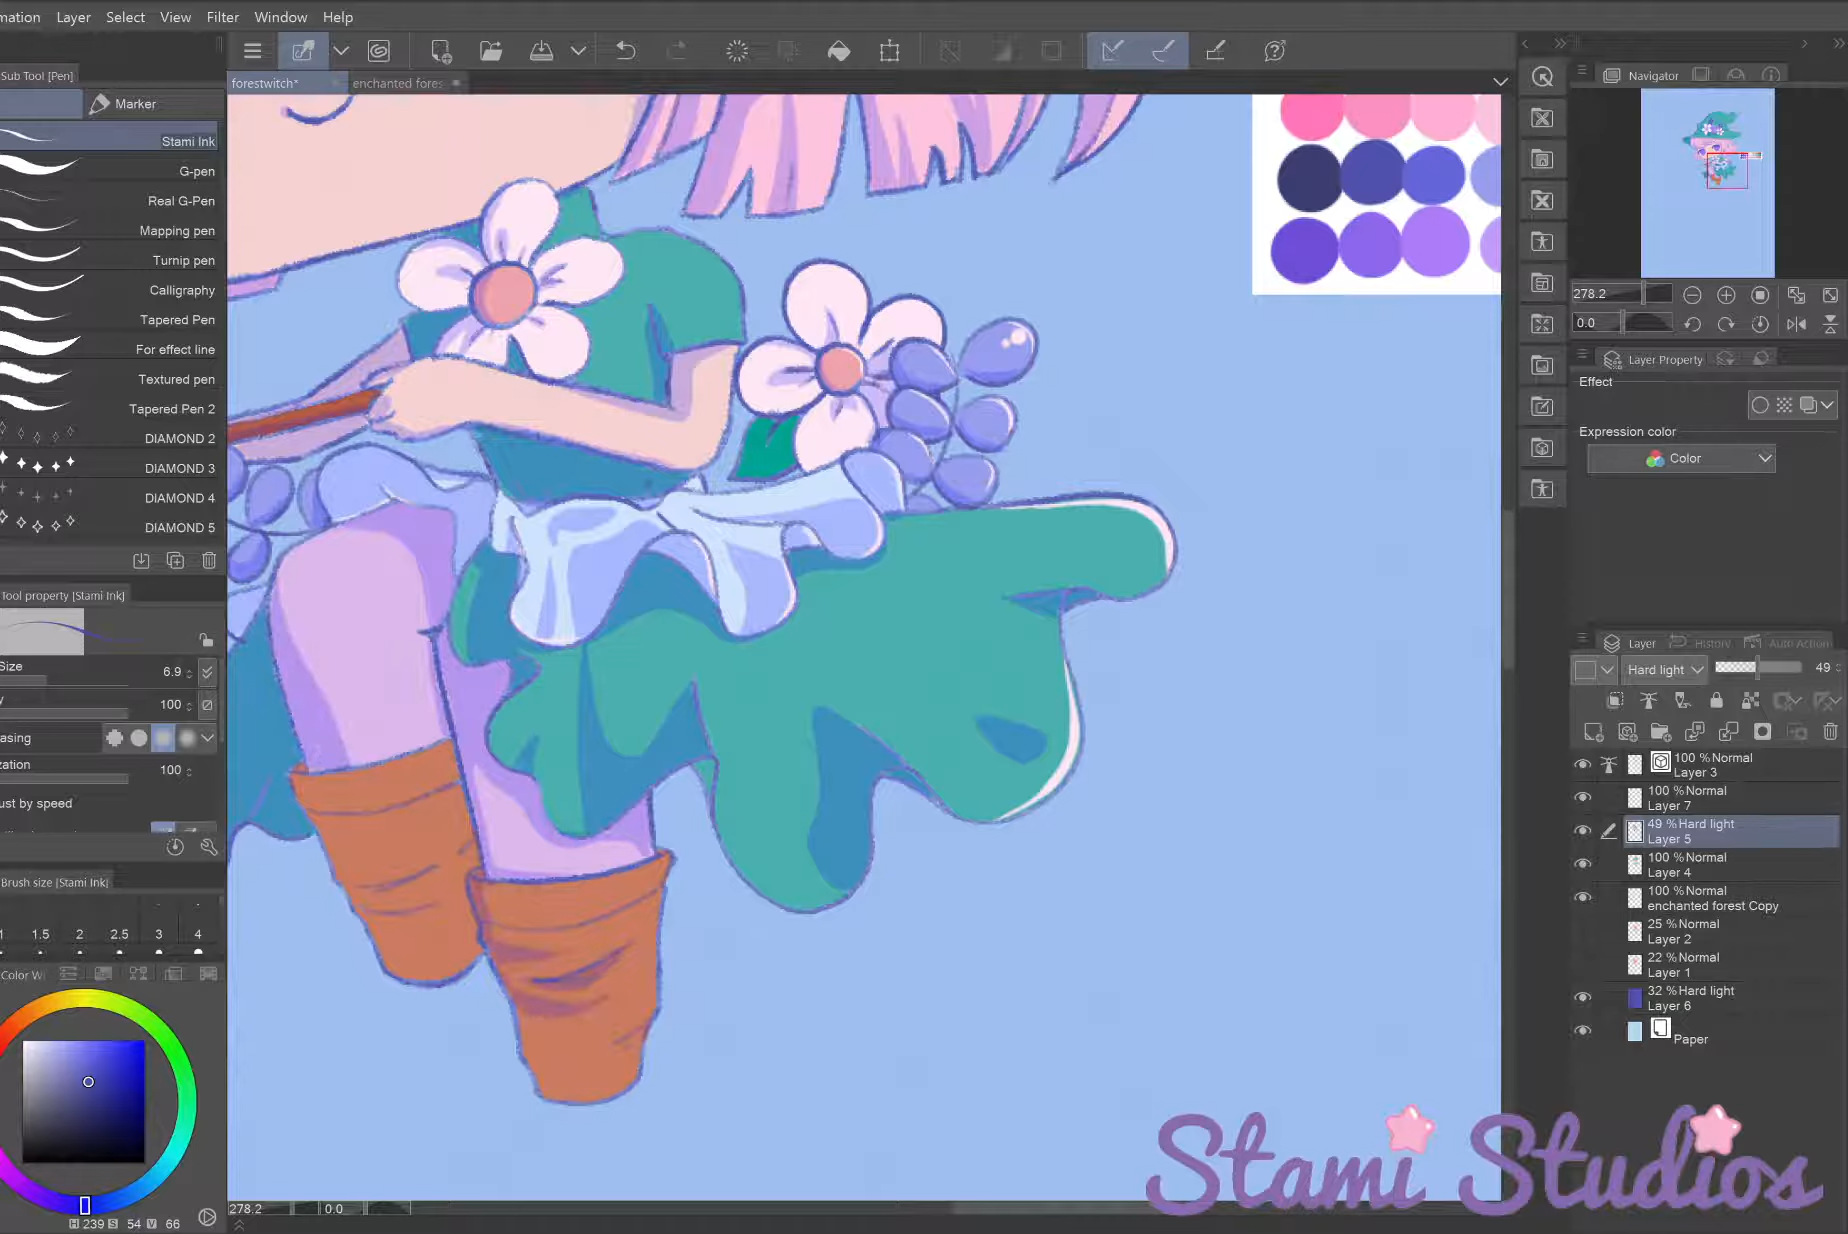 mation Layer Select View Filter Window Help
Sub Tool [Pen]
Marker
Stami Ink
G-pen
Real G-Pen
Mapping pen
Turnip pen
Calligraphy
Tapered Pen
For effect line
Textured pen
Tapered Pen 2
DIAMOND 2
DIAMOND 3
DIAMOND 4
DIAMOND 5
Tool property [Stami Ink]
Size 6.9
y 100
asing
zation 100
ust by speed
Brush size [Stami Ink]
1 1.5 2 2.5 3 4
Color W
H 239 S 54 V 66
forestwitch* enchanted fores
278.2 0.0
Navigator
278.2
0.0
Layer Property
Effect
Expression color
Color
Layer History Auto Action
Hard light 49
100 % Normal
Layer 3
100 % Normal
Layer 7
49 % Hard light
Layer 5
100 % Normal
Layer 4
100 % Normal
enchanted forest Copy
25 % Normal
Layer 2
22 % Normal
Layer 1
32 % Hard light
Layer 6
Paper
Stami Studios